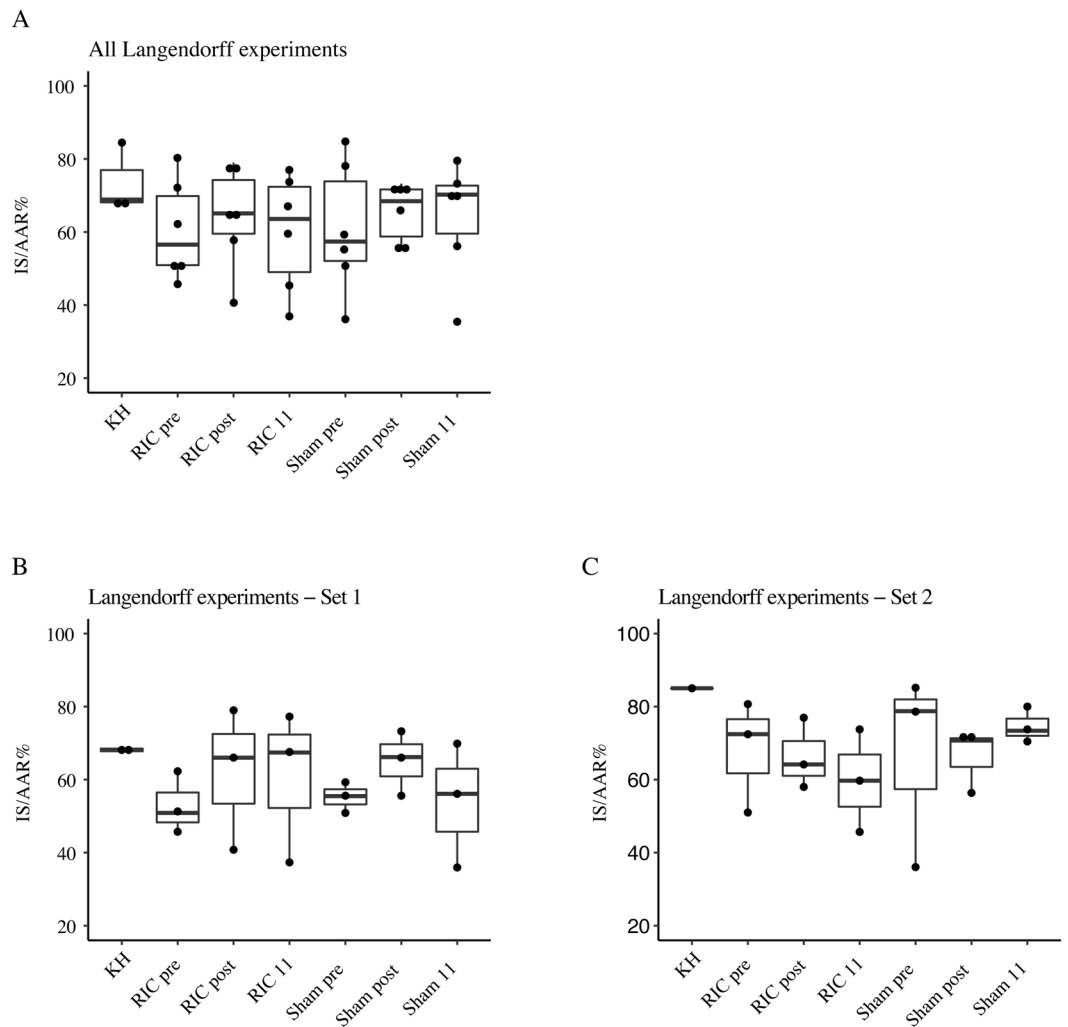 A
All Langendorff experiments
IS/AAR%
100
80
60
40
20
KH
RIC pre
RIC post
RIC 11
Sham pre
Sham post
Sham 11
B
Langendorff experiments – Set 1
IS/AAR%
100
80
60
40
20
KH
RIC pre
RIC post
RIC 11
Sham pre
Sham post
Sham 11
C
Langendorff experiments – Set 2
IS/AAR%
100
80
60
40
20
KH
RIC pre
RIC post
RIC 11
Sham pre
Sham post
Sham 11